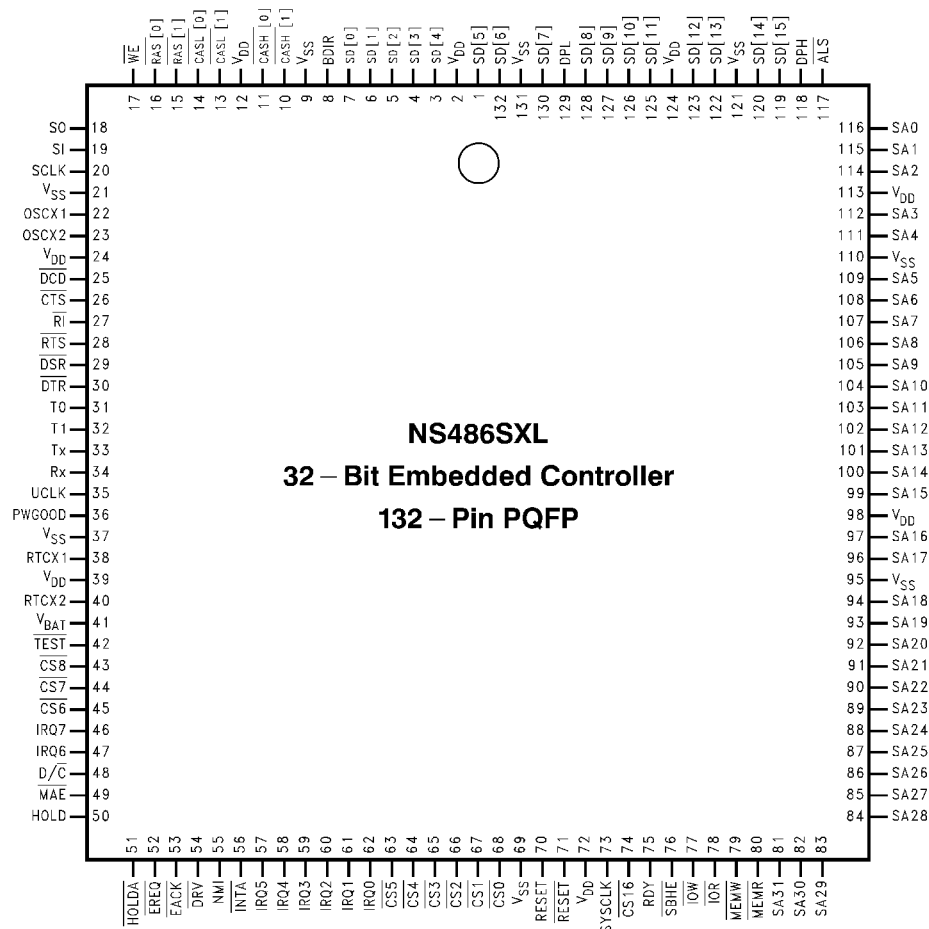 WE RAS [0] RAS [1] CASL [0] CASL [1] VDD CASH [0] CASH [1] VSS BDIR SD[0] SD[1] SD[2] SD[3] SD[4] VDD SD[5] SD[6] VSS SD[7] DPL SD[8] SD[9] SD[10] SD[11] VDD SD[12] SD[13] VSS SD[14] SD[15] DPH ALS
17 16 15 14 13 12 11 10 9 8 7 6 5 4 3 2 1 132 131 130 129 128 127 126 125 124 123 122 121 120 119 118 117
SO 18 116 SA0
SI 19 115 SA1
SCLK 20 114 SA2
VSS 21 113 VDD
OSCX1 22 112 SA3
OSCX2 23 111 SA4
VDD 24 110 VSS
DCD 25 109 SA5
CTS 26 108 SA6
RI 27 107 SA7
RTS 28 106 SA8
DSR 29 105 SA9
DTR 30 104 SA10
T0 31 103 SA11
T1 32 102 SA12
Tx 33 101 SA13
Rx 34 100 SA14
UCLK 35 99 SA15
PWGOOD 36 98 VDD
VSS 37 97 SA16
RTCX1 38 96 SA17
VDD 39 95 VSS
RTCX2 40 94 SA18
VBAT 41 93 SA19
TEST 42 92 SA20
CS8 43 91 SA21
CS7 44 90 SA22
CS6 45 89 SA23
IRQ7 46 88 SA24
IRQ6 47 87 SA25
D/C 48 86 SA26
MAE 49 85 SA27
HOLD 50 84 SA28
NS486SXL
32 – Bit Embedded Controller
132 – Pin PQFP
51 52 53 54 55 56 57 58 59 60 61 62 63 64 65 66 67 68 69 70 71 72 73 74 75 76 77 78 79 80 81 82 83
HOLDA EREQ EACK DRV NMI INTA IRQ5 IRQ4 IRQ3 IRQ2 IRQ1 IRQ0 CS5 CS4 CS3 CS2 CS1 CS0 VSS RESET RESET VDD SYSCLK CS16 RDY SBHE IOW IOR MEMW MEMR SA31 SA30 SA29